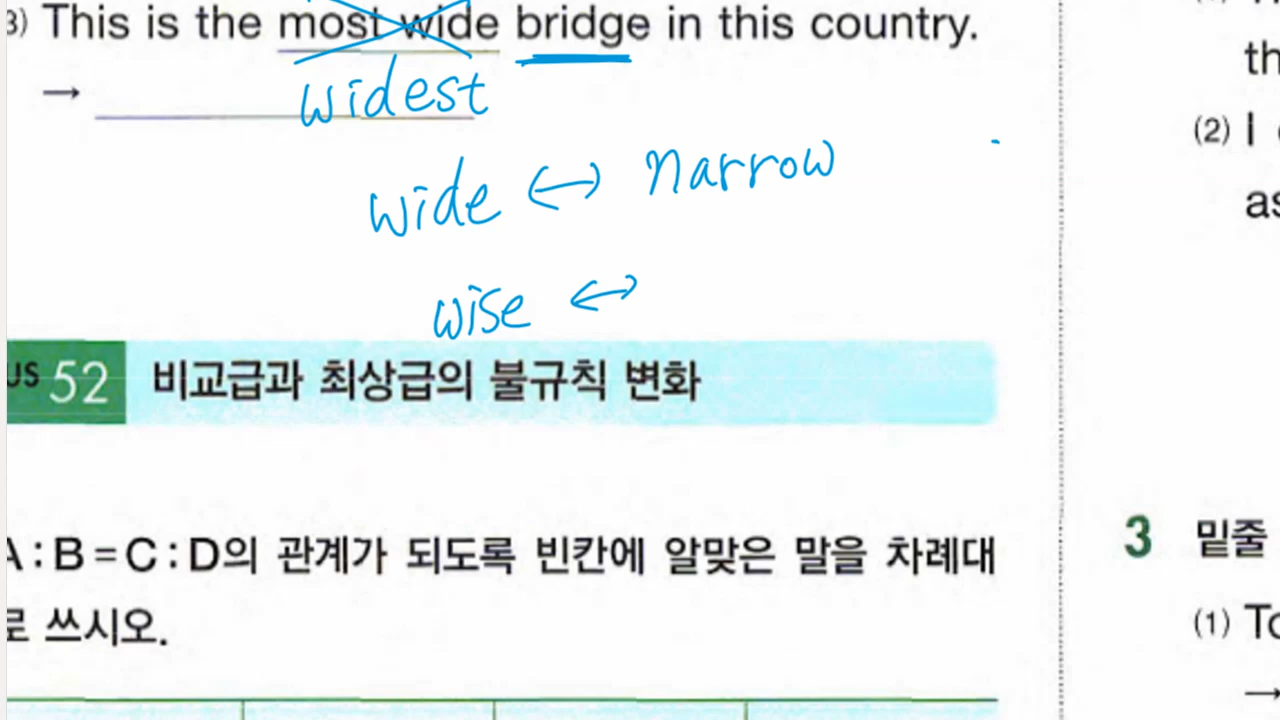 3) This is the most wide bridge in this country.
→ widest
wide ↔ narrow
wise ↔
US 52 비교급과 최상급의 불규칙 변화
A : B = C : D의 관계가 되도록 빈칸에 알맞은 말을 차례대
로 쓰시오.
th
(2) I
as
3 밑줄
(1) To
→